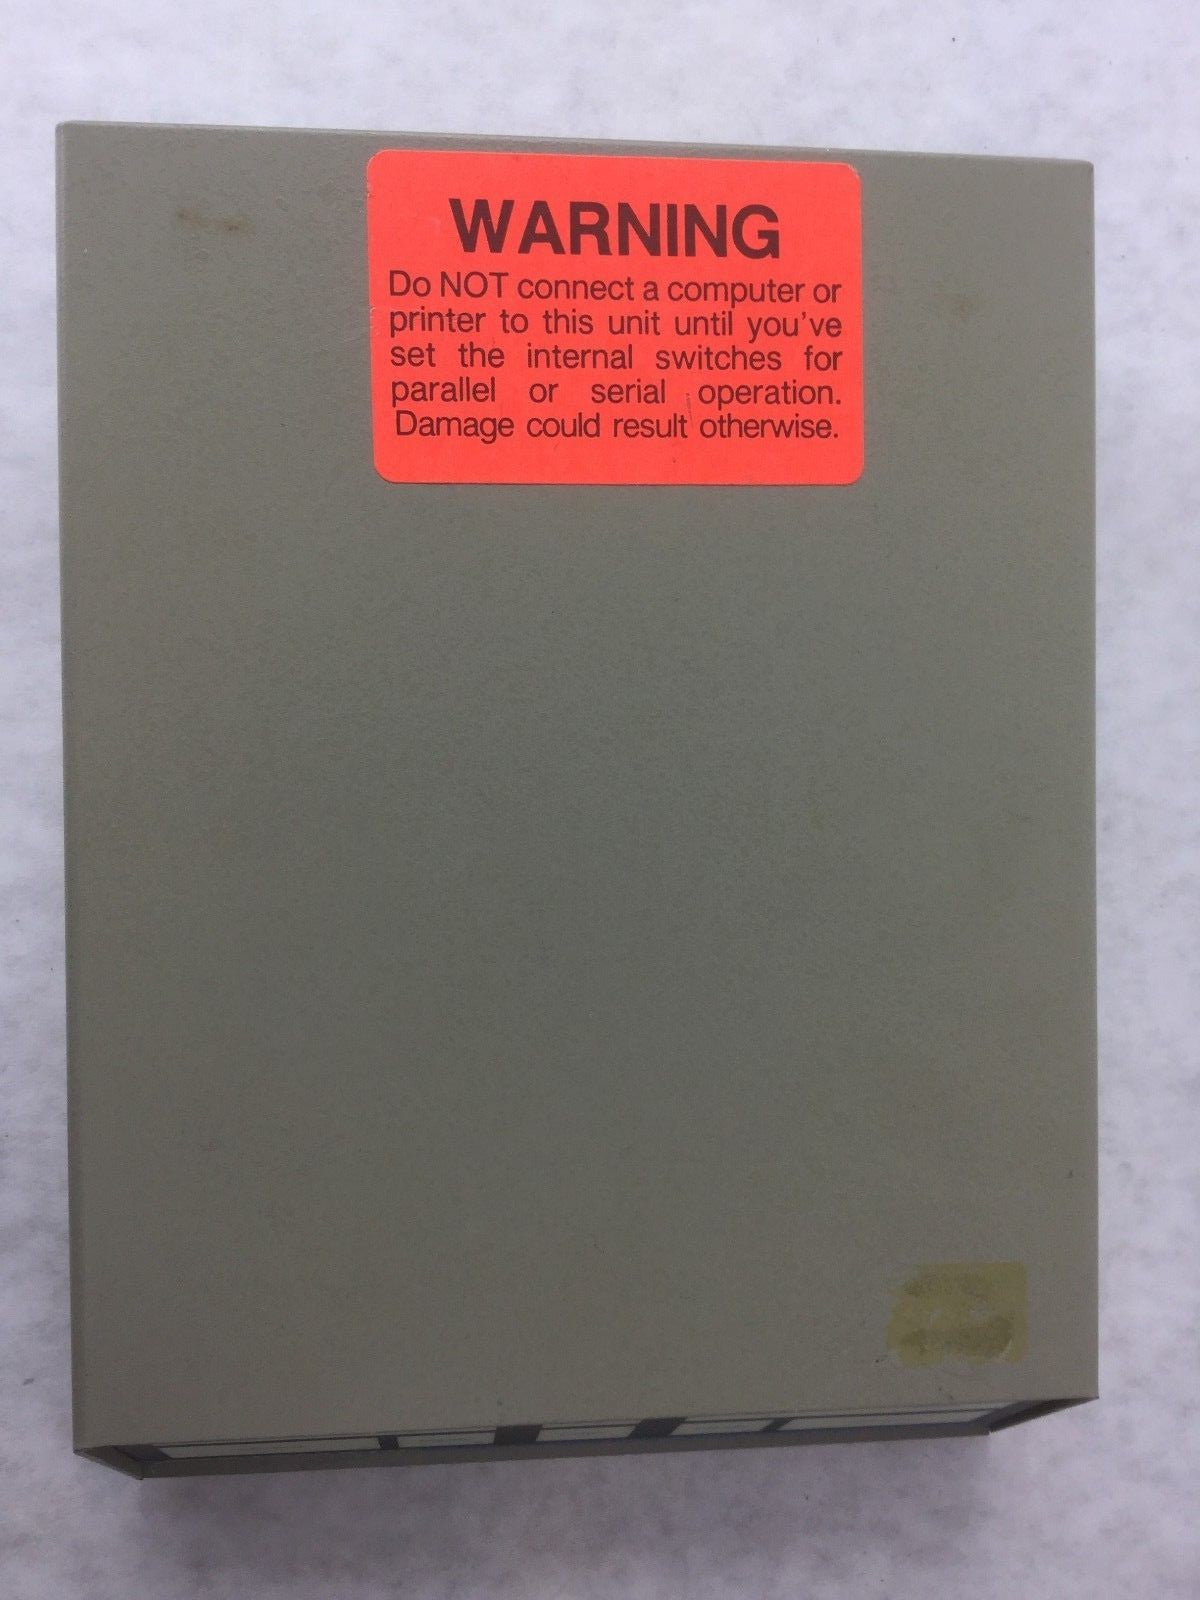 WARNING
Do NOT connect a computer or
printer to this unit until you've
set the internal switches for
parallel or serial operation.
Damage could result otherwise.